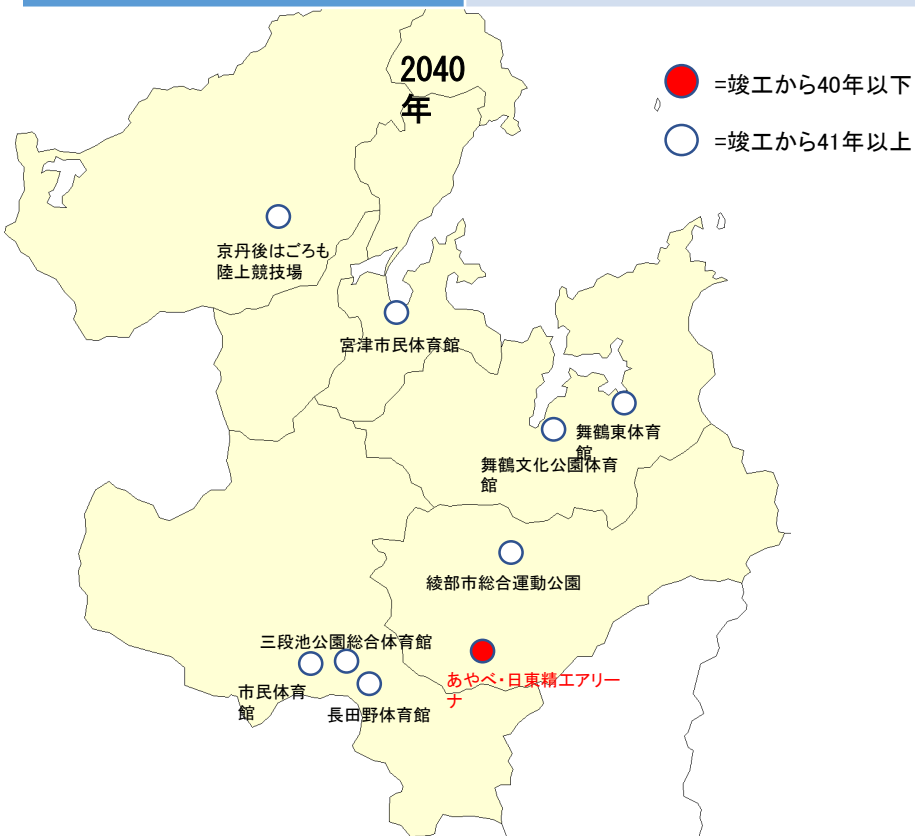 2040
年
=竣工から40年以下
=竣工から41年以上
京丹後はごろも
陸上競技場
宮津市民体育館
舞鶴東体育
館
舞鶴文化公園体育
館
綾部市総合運動公園
三段池公園総合体育館
市民体育
館
長田野体育館
あやべ・日東精工アリー
ナ